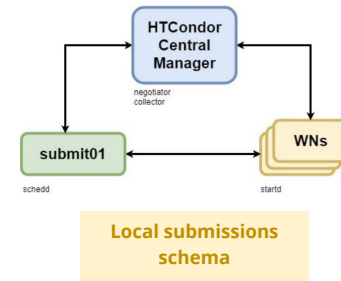 HTCondor
Central
Manager
negotiator
collector
submit01
WNs
schedd
startd
Local submissions
schema